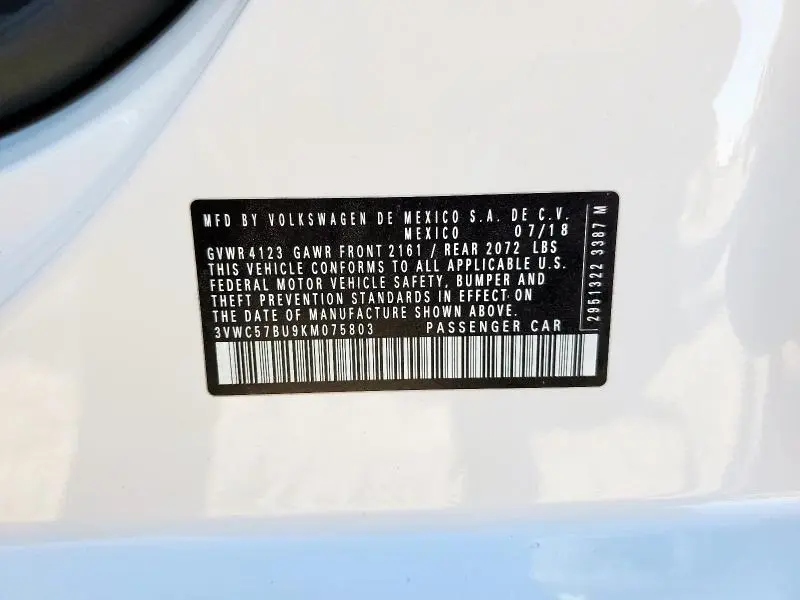 MFD BY VOLKSWAGEN DE MEXICO S.A. DE C.V.
MEXICO 07/18
GVWR 4123 GAWR FRONT 2161 / REAR 2072 LBS
THIS VEHICLE CONFORMS TO ALL APPLICABLE U.S.
FEDERAL MOTOR VEHICLE SAFETY, BUMPER AND
THEFT PREVENTION STANDARDS IN EFFECT ON
THE DATE OF MANUFACTURE SHOWN ABOVE.
3VWC57BU9KM075803 PASSENGER CAR
2951322 3387 M